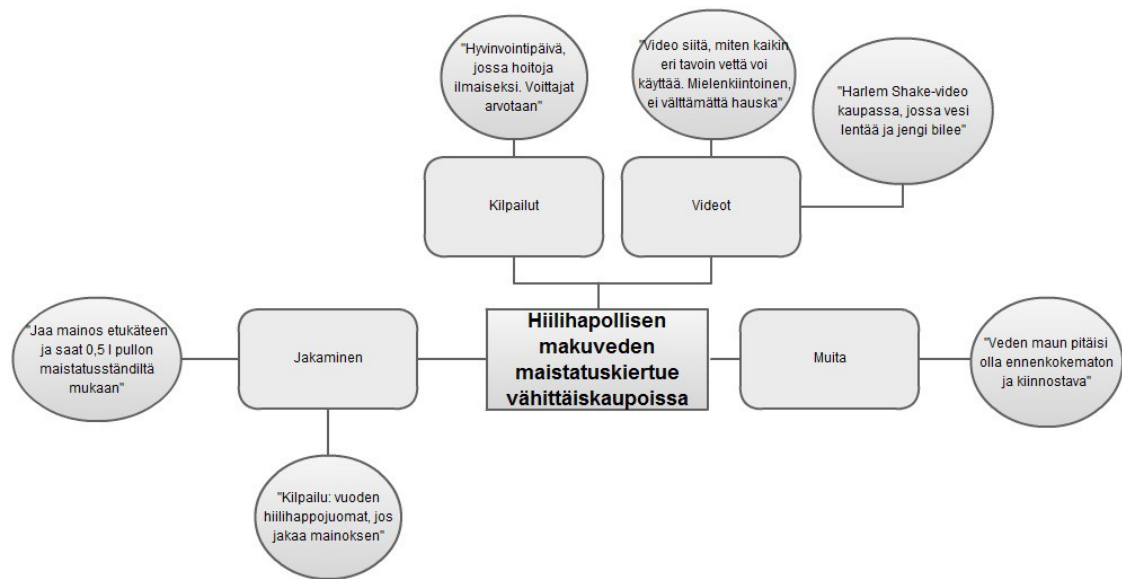 "Hyvinvointipäivä,
jossa hoitoja
ilmaiseksi. Voittajat
arvotaan"
"Video siitä, miten kaikin
eri tavoin vettä voi
käyttää. Mielenkiintoinen,
ei välttämättä hauska"
"Harlem Shake-video
kaupassa, jossa vesi
lentää ja jengi bilee"
Kilpailut
Videot
"Jaa mainos etukäteen
ja saat 0,5 l pullon
maistatusständiltä
mukaan"
Jakaminen
Hiilihapollisen
makuveden
maistatuskiertue
vähittäiskaupoissa
Muita
"Veden maun pitäisi
olla ennenkokematon
ja kiinnostava"
"Kilpailu: vuoden
hiilihappojuomat, jos
jakaa mainoksen"